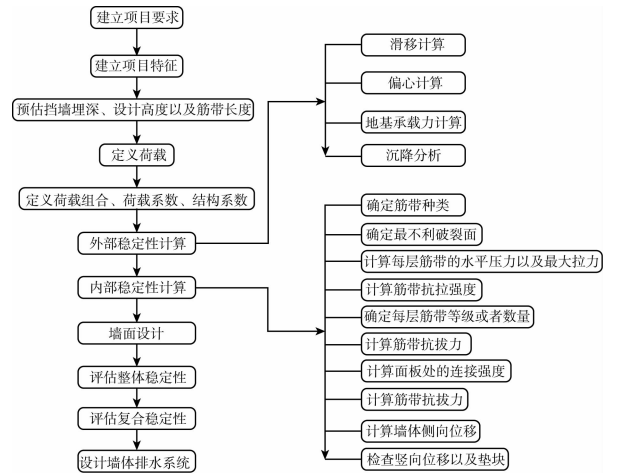 建立项目要求
建立项目特征
预估挡墙埋深、设计高度以及筋带长度
定义荷载
定义荷载组合、荷载系数、结构系数
外部稳定性计算
内部稳定性计算
墙面设计
评估整体稳定性
评估复合稳定性
设计墙体排水系统
滑移计算
偏心计算
地基承载力计算
沉降分析
确定筋带种类
确定最不利破裂面
计算每层筋带的水平压力以及最大拉力
计算筋带抗拉强度
确定每层筋带等级或者数量
计算筋带抗拔力
计算面板处的连接强度
计算筋带抗拔力
计算墙体侧向位移
检查竖向位移以及垫块